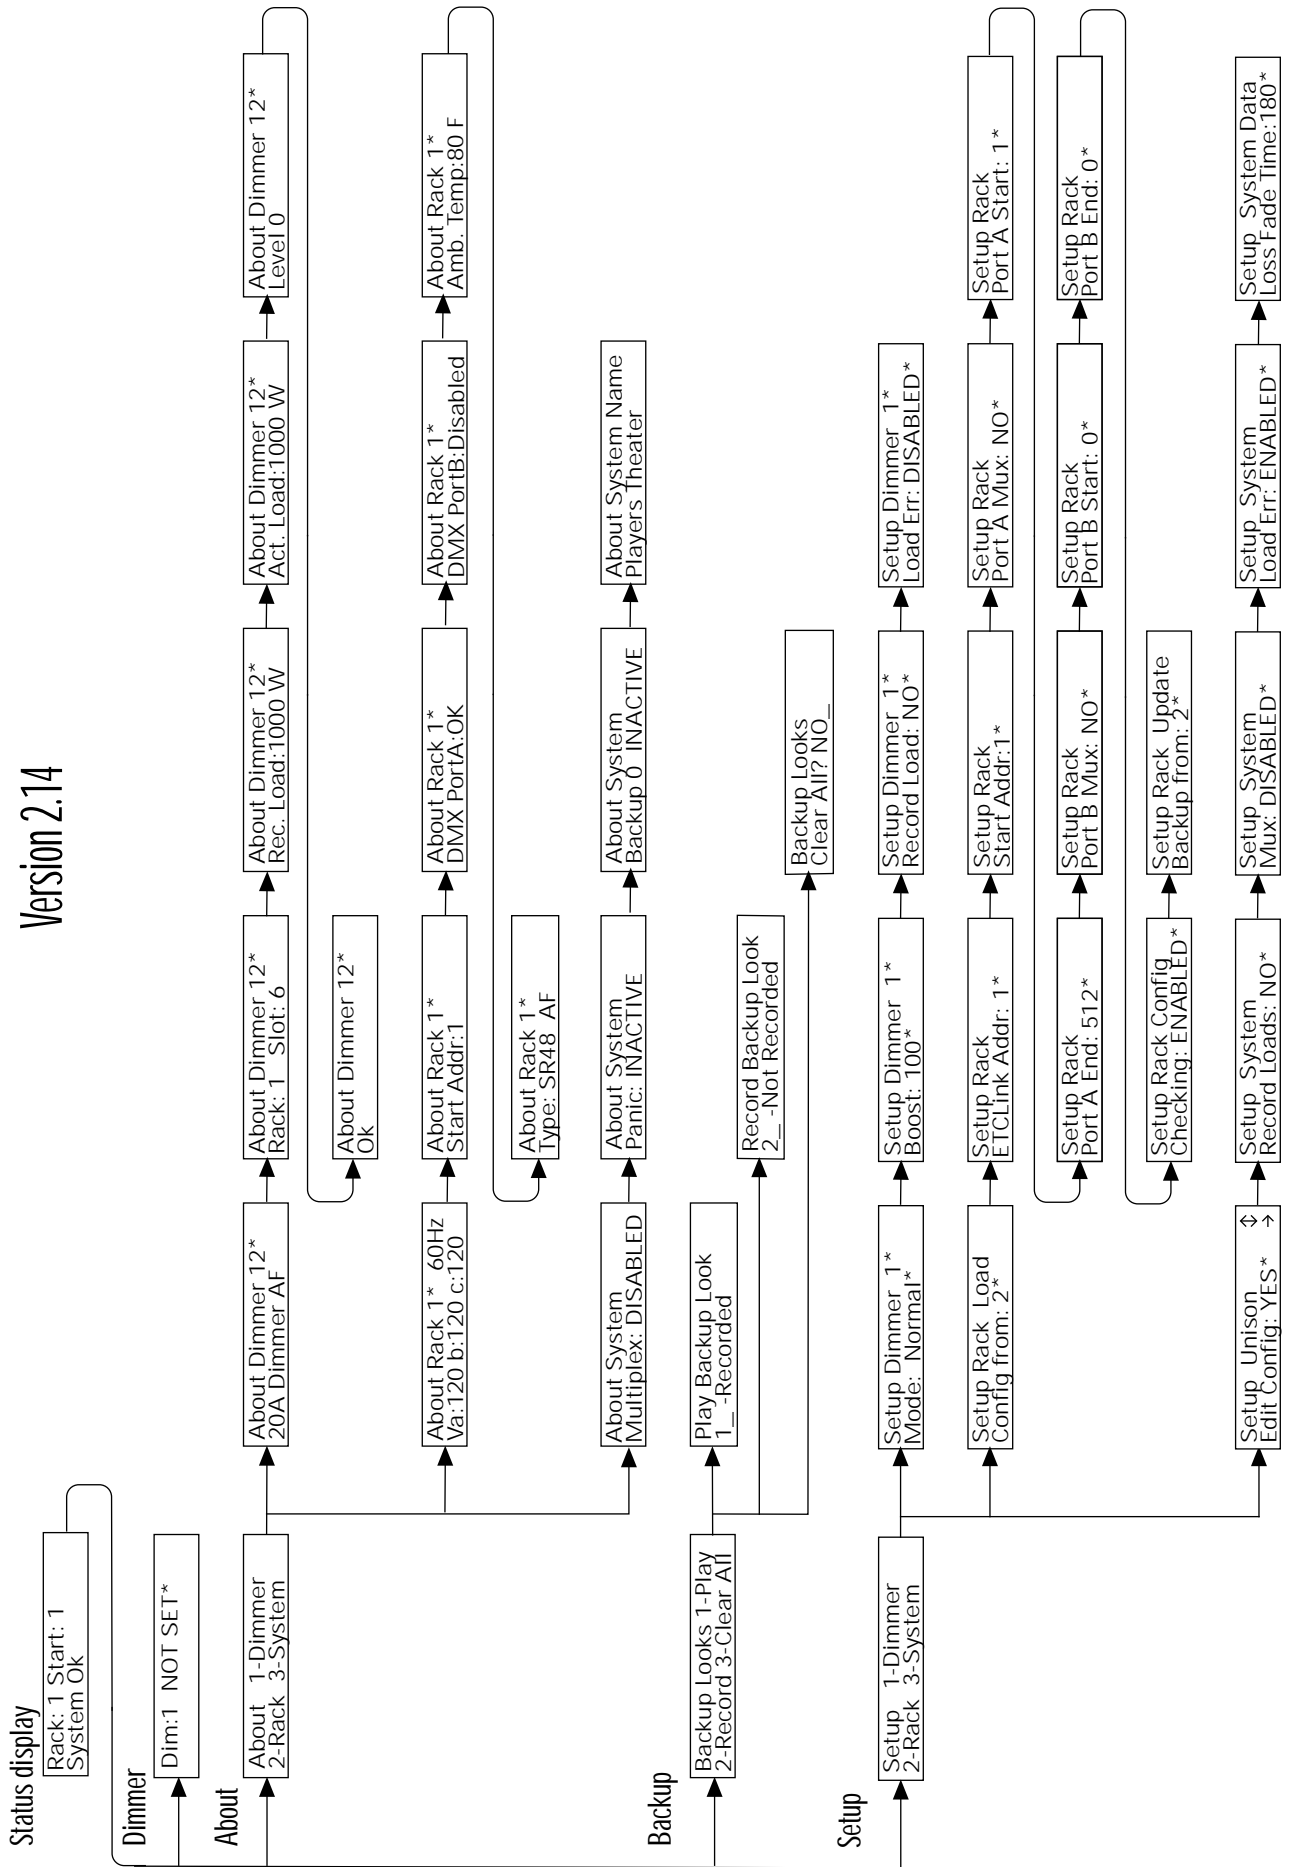 Version 2.14
Status display
Rack: 1 Start: 1
System Ok
Dimmer
Dim:1 NOT SET*
About
About 1-Dimmer
2-Rack 3-System
About Dimmer 12*
20A Dimmer AF
About Dimmer 12*
Rack: 1 Slot: 6
About Dimmer 12*
Rec. Load:1000 W
About Dimmer 12*
Act. Load:1000 W
About Dimmer 12*
Level 0
About Dimmer 12*
Ok
About Rack 1* 60Hz
Va:120 b:120 c:120
About Rack 1*
Start Addr:1
About Rack 1*
DMX PortA:OK
About Rack 1*
DMX PortB:Disabled
About Rack 1*
Amb. Temp:80 F
About Rack 1*
Type: SR48 AF
About System
Multiplex: DISABLED
About System
Panic: INACTIVE
About System
Backup 0 INACTIVE
About System Name
Players Theater
Backup
Backup Looks 1-Play
2-Record 3-Clear All
Play Backup Look
1_ -Recorded
Record Backup Look
2_ -Not Recorded
Backup Looks
Clear All? NO_
Setup
Setup 1-Dimmer
2-Rack 3-System
Setup Dimmer 1*
Mode: Normal*
Setup Dimmer 1*
Boost: 100*
Setup Dimmer 1*
Record Load: NO*
Setup Dimmer 1*
Load Err: DISABLED*
Setup Rack Load
Config from: 2*
Setup Rack
ETCLink Addr: 1*
Setup Rack
Start Addr:1*
Setup Rack
Port A Mux: NO*
Setup Rack
Port A Start: 1*
Setup Rack
Port A End: 512*
Setup Rack
Port B Mux: NO*
Setup Rack
Port B Start: 0*
Setup Rack
Port B End: 0*
Setup Rack Config
Checking: ENABLED*
Setup Rack Update
Backup from: 2*
Setup Unison ↕
Edit Config: YES* →
Setup System
Record Loads: NO*
Setup System
Mux: DISABLED*
Setup System
Load Err: ENABLED*
Setup System Data
Loss Fade Time:180*